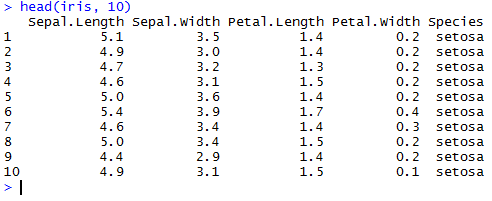 > head(iris, 10)
   Sepal.Length Sepal.Width Petal.Length Petal.Width Species
1           5.1         3.5          1.4         0.2  setosa
2           4.9         3.0          1.4         0.2  setosa
3           4.7         3.2          1.3         0.2  setosa
4           4.6         3.1          1.5         0.2  setosa
5           5.0         3.6          1.4         0.2  setosa
6           5.4         3.9          1.7         0.4  setosa
7           4.6         3.4          1.4         0.3  setosa
8           5.0         3.4          1.5         0.2  setosa
9           4.4         2.9          1.4         0.2  setosa
10          4.9         3.1          1.5         0.1  setosa
>